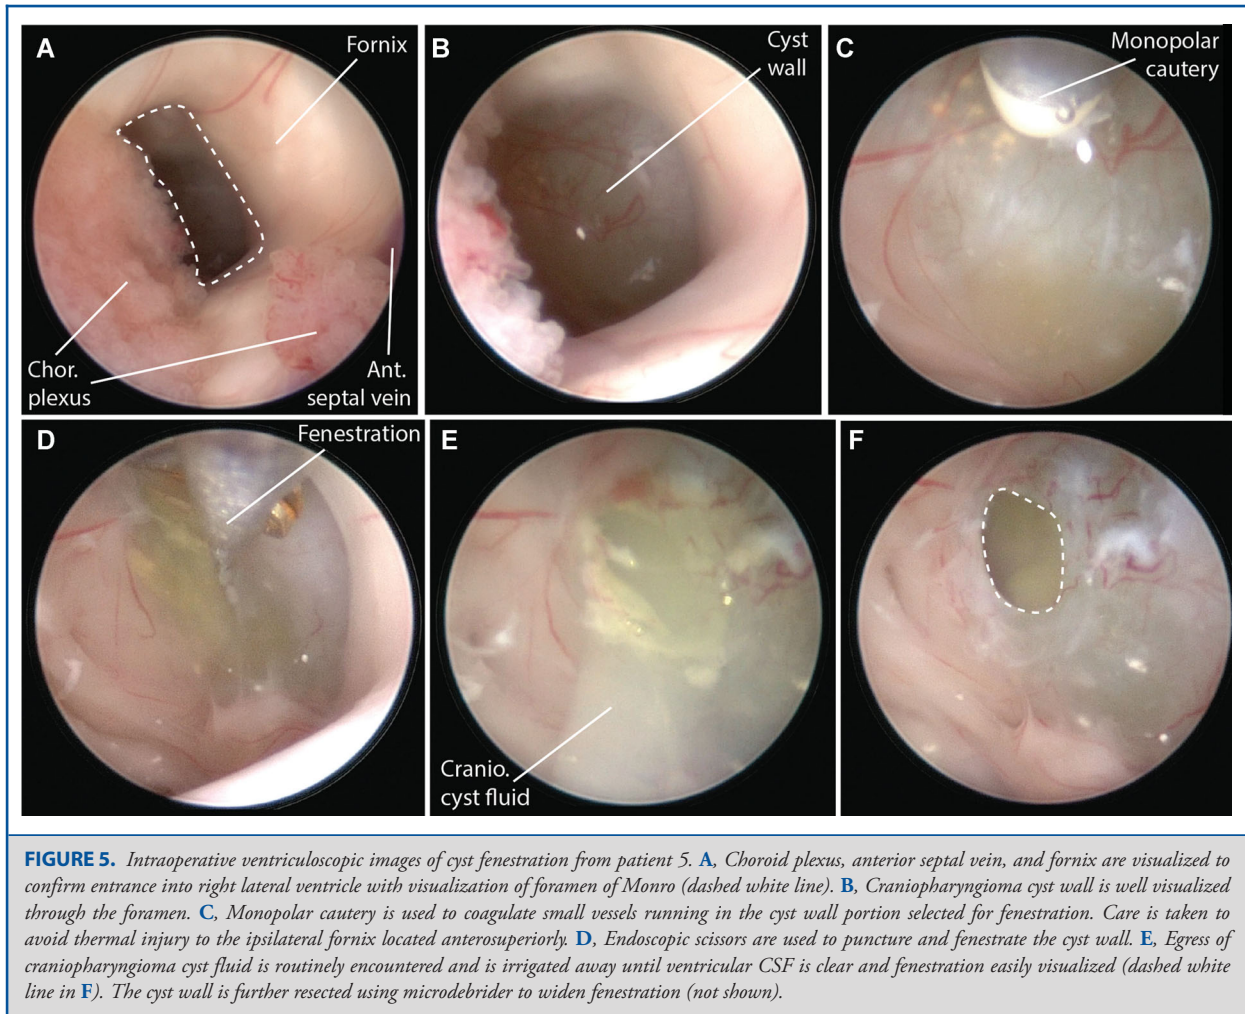 A
Fornix
Chor.
plexus
Ant.
septal vein
B
Cyst
wall
C
Monopolar
cautery
D
Fenestration
E
Cranio.
cyst fluid
F
FIGURE 5. Intraoperative ventriculoscopic images of cyst fenestration from patient 5. A, Choroid plexus, anterior septal vein, and fornix are visualized to
confirm entrance into right lateral ventricle with visualization of foramen of Monro (dashed white line). B, Craniopharyngioma cyst wall is well visualized
through the foramen. C, Monopolar cautery is used to coagulate small vessels running in the cyst wall portion selected for fenestration. Care is taken to
avoid thermal injury to the ipsilateral fornix located anterosuperiorly. D, Endoscopic scissors are used to puncture and fenestrate the cyst wall. E, Egress of
craniopharyngioma cyst fluid is routinely encountered and is irrigated away until ventricular CSF is clear and fenestration easily visualized (dashed white
line in F). The cyst wall is further resected using microdebrider to widen fenestration (not shown).